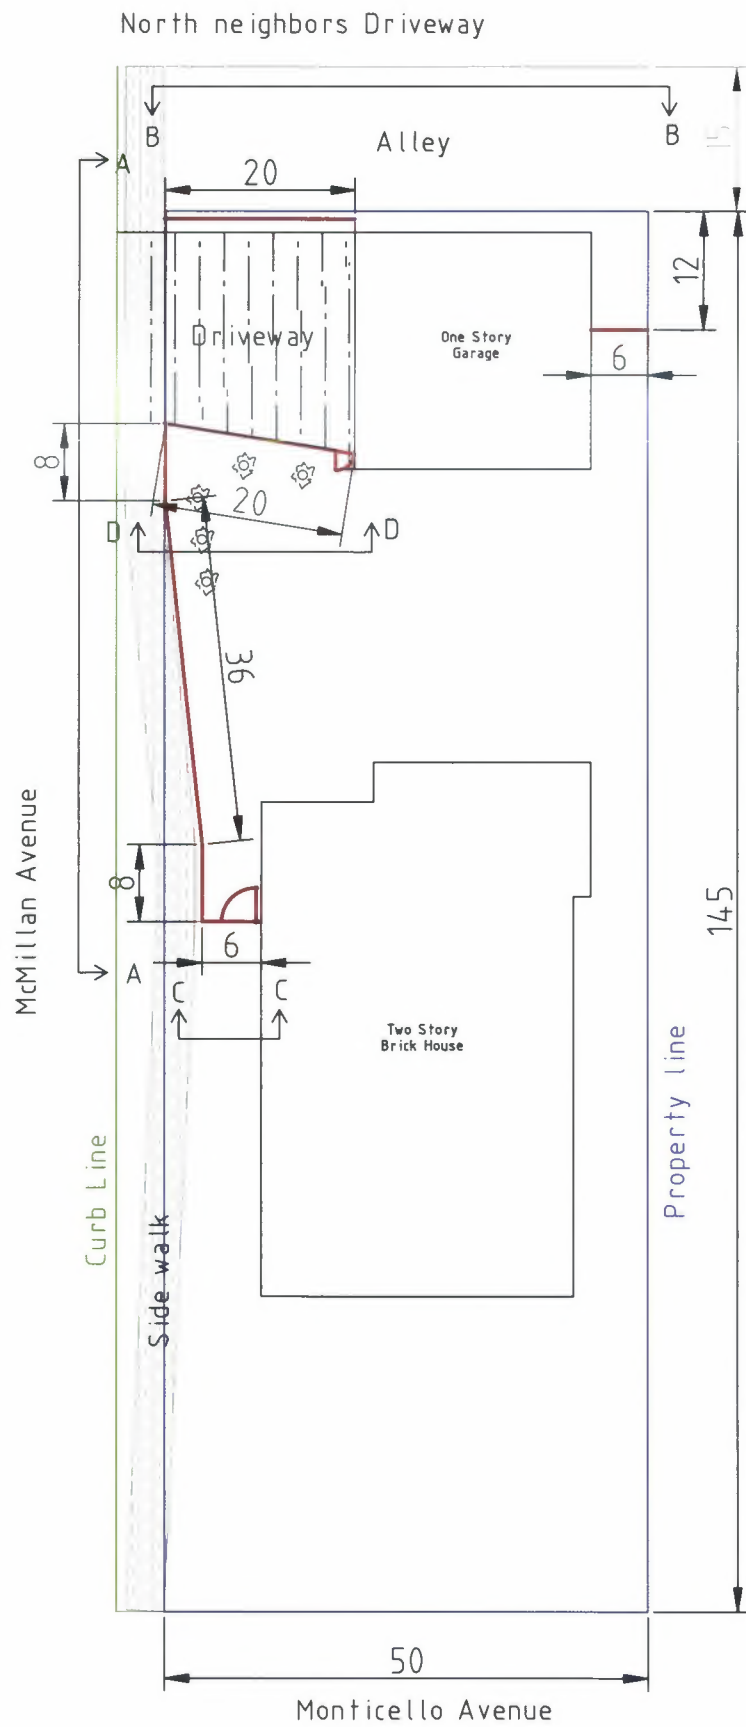 North neighbors Driveway
B
B
Alley
15
A
20
12
Driveway
One Story
Garage
6
8
20
D
D
36
McMillan Avenue
8
6
A
C
C
145
Two Story
Brick House
Property line
Curb Line
Side walk
50
Monticello Avenue